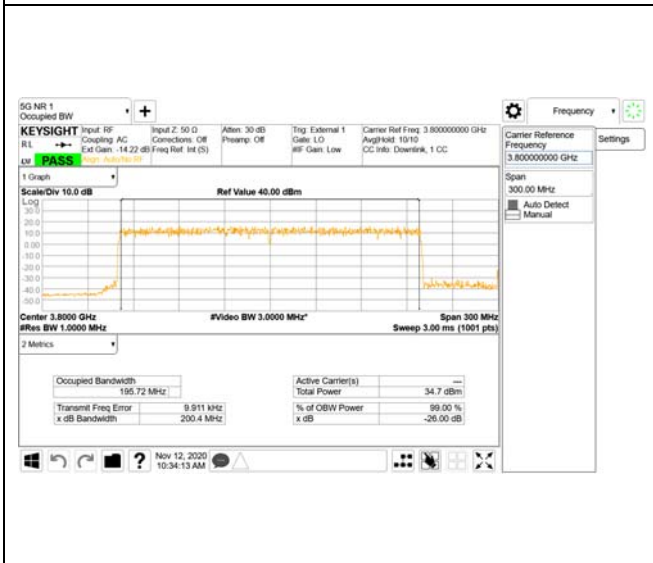 5G NR 1
Occupied BW
+
Frequency
KEYSIGHT Input: RF Input Z: 50 Ω Atten: 30 dB Trig: External 1 Carrier Ref Freq: 3.800000000 GHz
RL Coupling: AC Corrections: Off Preamp: Off Gate: LO Avg|Hold: 10/10
Ext Gain: -14.22 dB Freq Ref: Int (S) #IF Gain: Low CC Info: Downlink, 1 CC
PASS Align: Auto/No RF
Carrier Reference
Frequency
3.800000000 GHz
Settings
Span
300.00 MHz
Auto Detect
Manual
1 Graph
Scale/Div 10.0 dB Ref Value 40.00 dBm
Log
30.0
20.0
10.0
0.00
-10.0
-20.0
-30.0
-40.0
-50.0
Center 3.8000 GHz #Video BW 3.0000 MHz* Span 300 MHz
#Res BW 1.0000 MHz Sweep 3.00 ms (1001 pts)
2 Metrics
Occupied Bandwidth Active Carrier(s) ---
195.72 MHz Total Power 34.7 dBm
Transmit Freq Error 9.911 kHz % of OBW Power 99.00 %
x dB Bandwidth 200.4 MHz x dB -26.00 dB
? Nov 12, 2020
10:34:13 AM